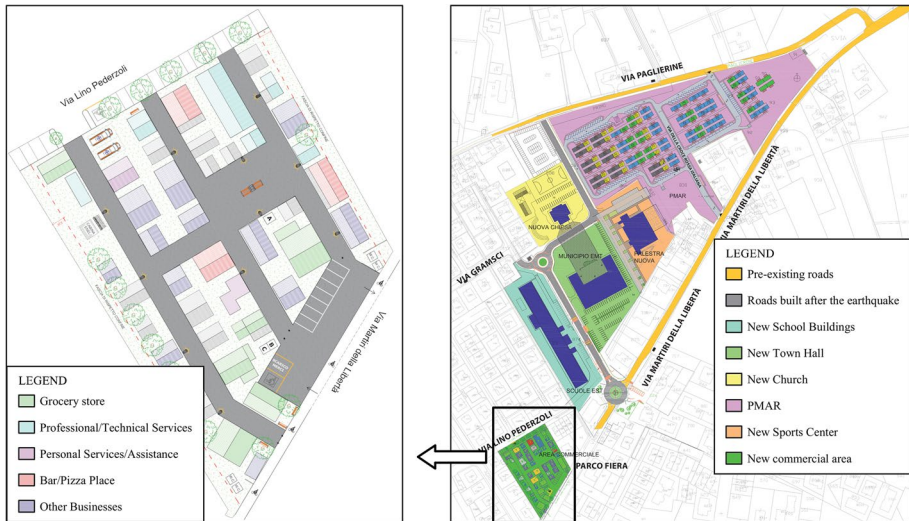 Via Lino Pederzoli
A
B
C
Via Martiri della Libertà
LEGEND
Grocery store
Professional/Technical Services
Personal Services/Assistance
Bar/Pizza Place
Other Businesses
VIA PAGLIERINE
PMAR
NUOVA CHIESA
VIA GRAMSCI
MUNICIPIO EMT
PALESTRA
NUOVA
VIA MARTIRI DELLA LIBERTÀ
VIA MARTIRI DELLA LIBERTÀ
SCUOLE EST
VIA LINO PEDERZOLI
AREA COMMERCIALE
PARCO FIERA
LEGEND
Pre-existing roads
Roads built after the earthquake
New School Buildings
New Town Hall
New Church
PMAR
New Sports Center
New commercial area